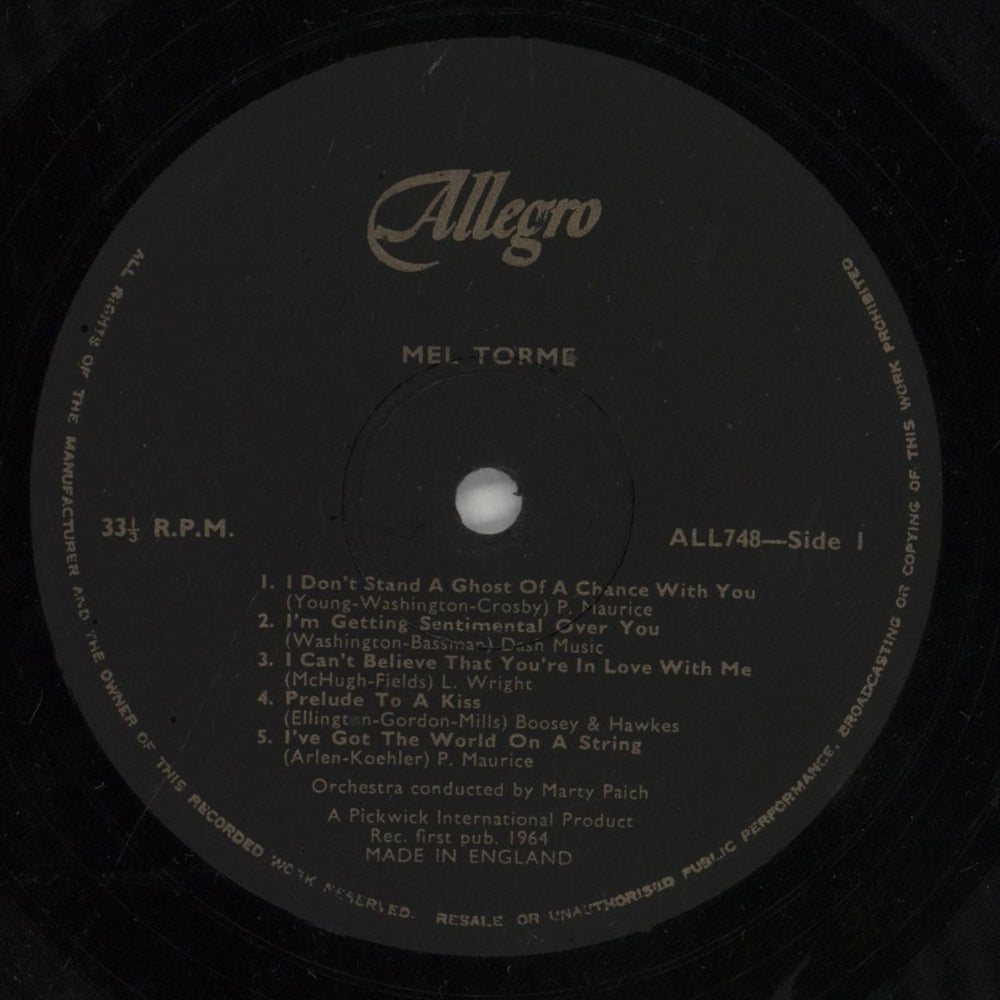 Allegro
MEL TORME
33⅓ R.P.M.
ALL748—Side 1
1. I Don't Stand A Ghost Of A Chance With You
(Young-Washington-Crosby) P. Maurice
2. I'm Getting Sentimental Over You
(Washington-Bassman) Dash Music
3. I Can't Believe That You're In Love With Me
(McHugh-Fields) L. Wright
4. Prelude To A Kiss
(Ellington-Gordon-Mills) Boosey & Hawkes
5. I've Got The World On A String
(Arlen-Koehler) P. Maurice
Orchestra conducted by Marty Paich
A Pickwick International Product
Rec. first pub. 1964
MADE IN ENGLAND
ALL RIGHTS OF THE MANUFACTURER AND THE OWNER OF THIS RECORDED WORK RESERVED. RESALE OR UNAUTHORISED PUBLIC PERFORMANCE, BROADCASTING OR COPYING OF THIS WORK PROHIBITED